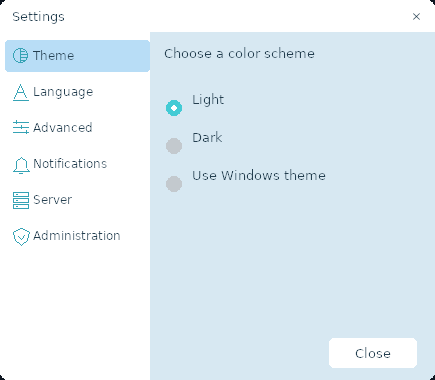 Settings
Theme
Language
Advanced
Notifications
Server
Administration
Choose a color scheme
Light
Dark
Use Windows theme
Close